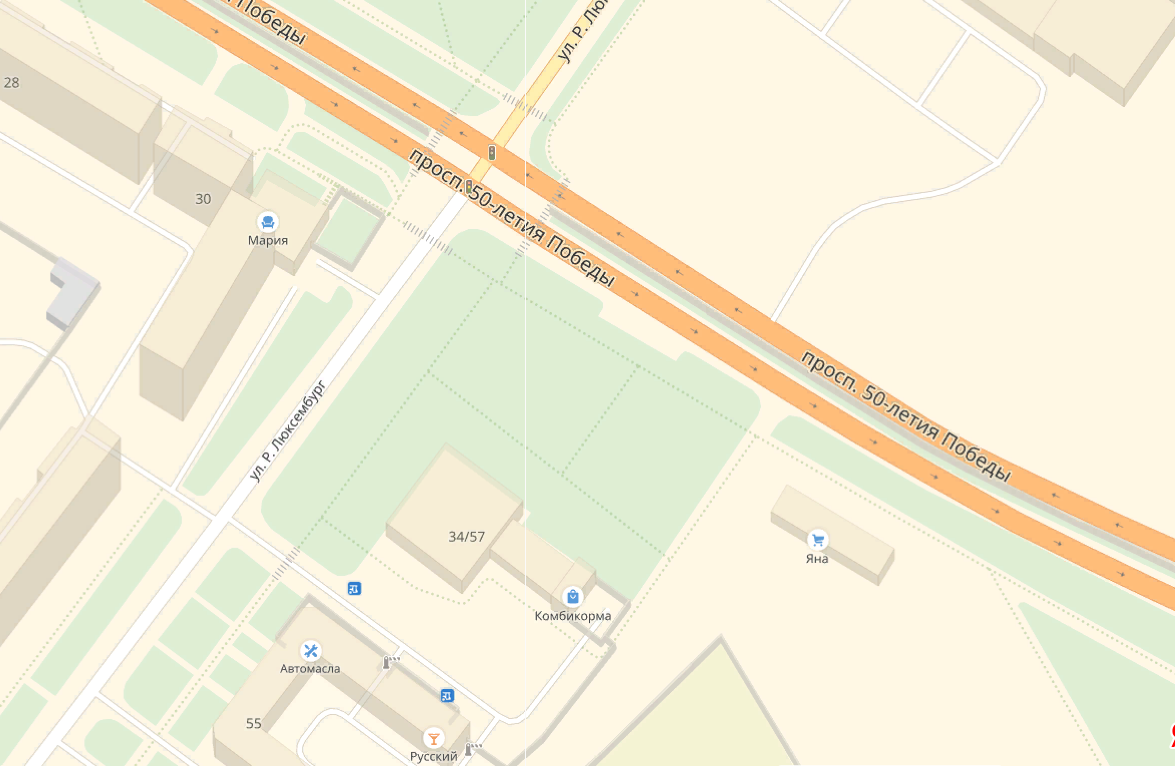 Победы
ул. Р. Лю
28
просп. 50-летия Победы
30
Мария
просп. 50-летия Победы
ул. Р. Люксембург
34/57
Яна
Комбикорма
Автомасла
55
Русский
Я